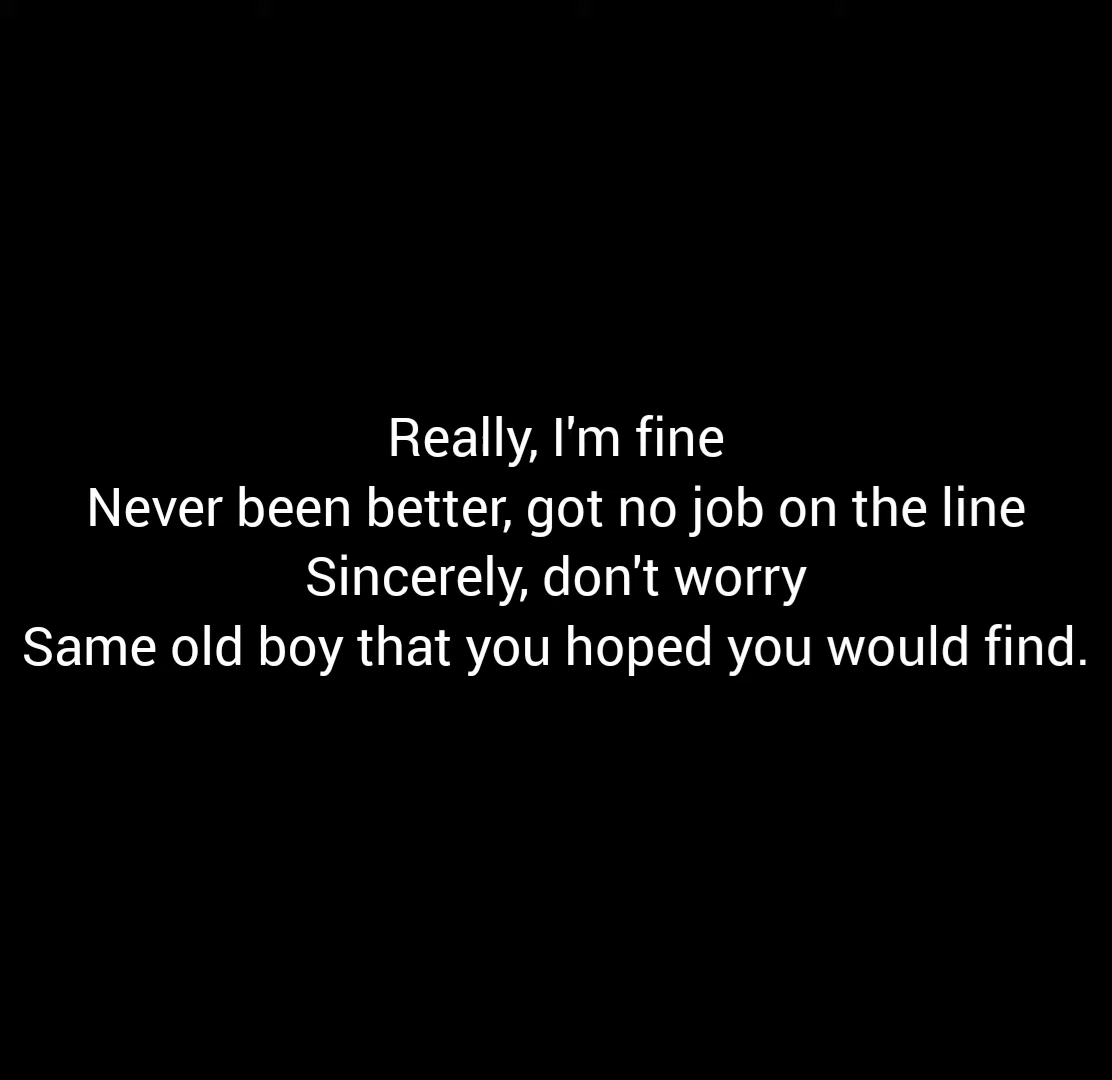 Really, I'm fine
Never been better, got no job on the line
Sincerely, don't worry
Same old boy that you hoped you would find.